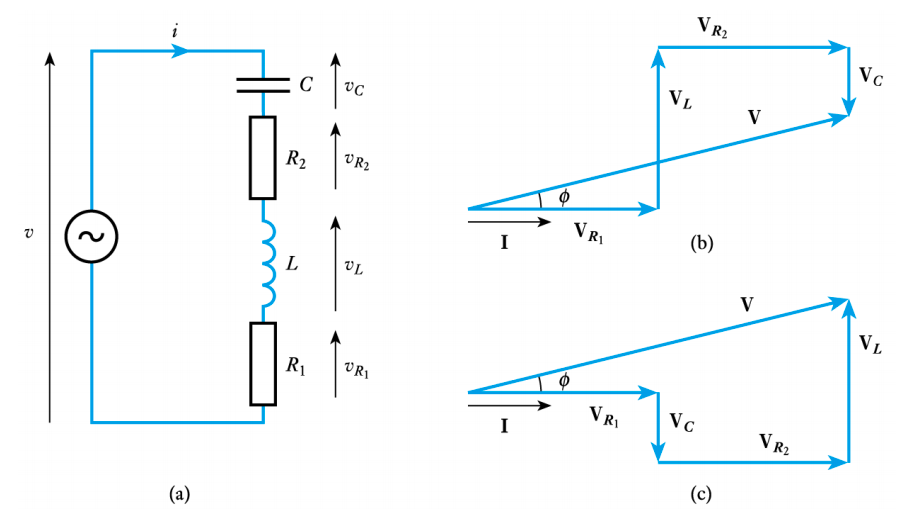 i
C
v_C
R_2
v_{R_2}
v
L
v_L
R_1
v_{R_1}
(a)
V_{R_2}
V_C
V_L
V
ϕ
I
V_{R_1}
(b)
V
V_L
ϕ
I
V_{R_1}
V_C
V_{R_2}
(c)